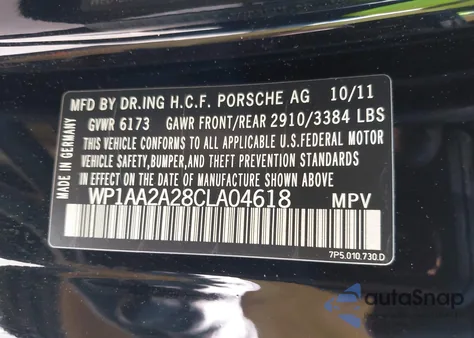 MFD BY DR.ING H.C.F. PORSCHE AG 10/11
GVWR 6173 GAWR FRONT/REAR 2910/3384 LBS
THIS VEHICLE CONFORMS TO ALL APPLICABLE U.S.FEDERAL MOTOR
VEHICLE SAFETY,BUMPER,AND THEFT PREVENTION STANDARDS
IN EFFECT ON THE DATE OF MANUFACTURE SHOWN ABOVE.
WP1AA2A28CLA04618 MPV
MADE IN GERMANY
7P5.010.730.D
autoSnap